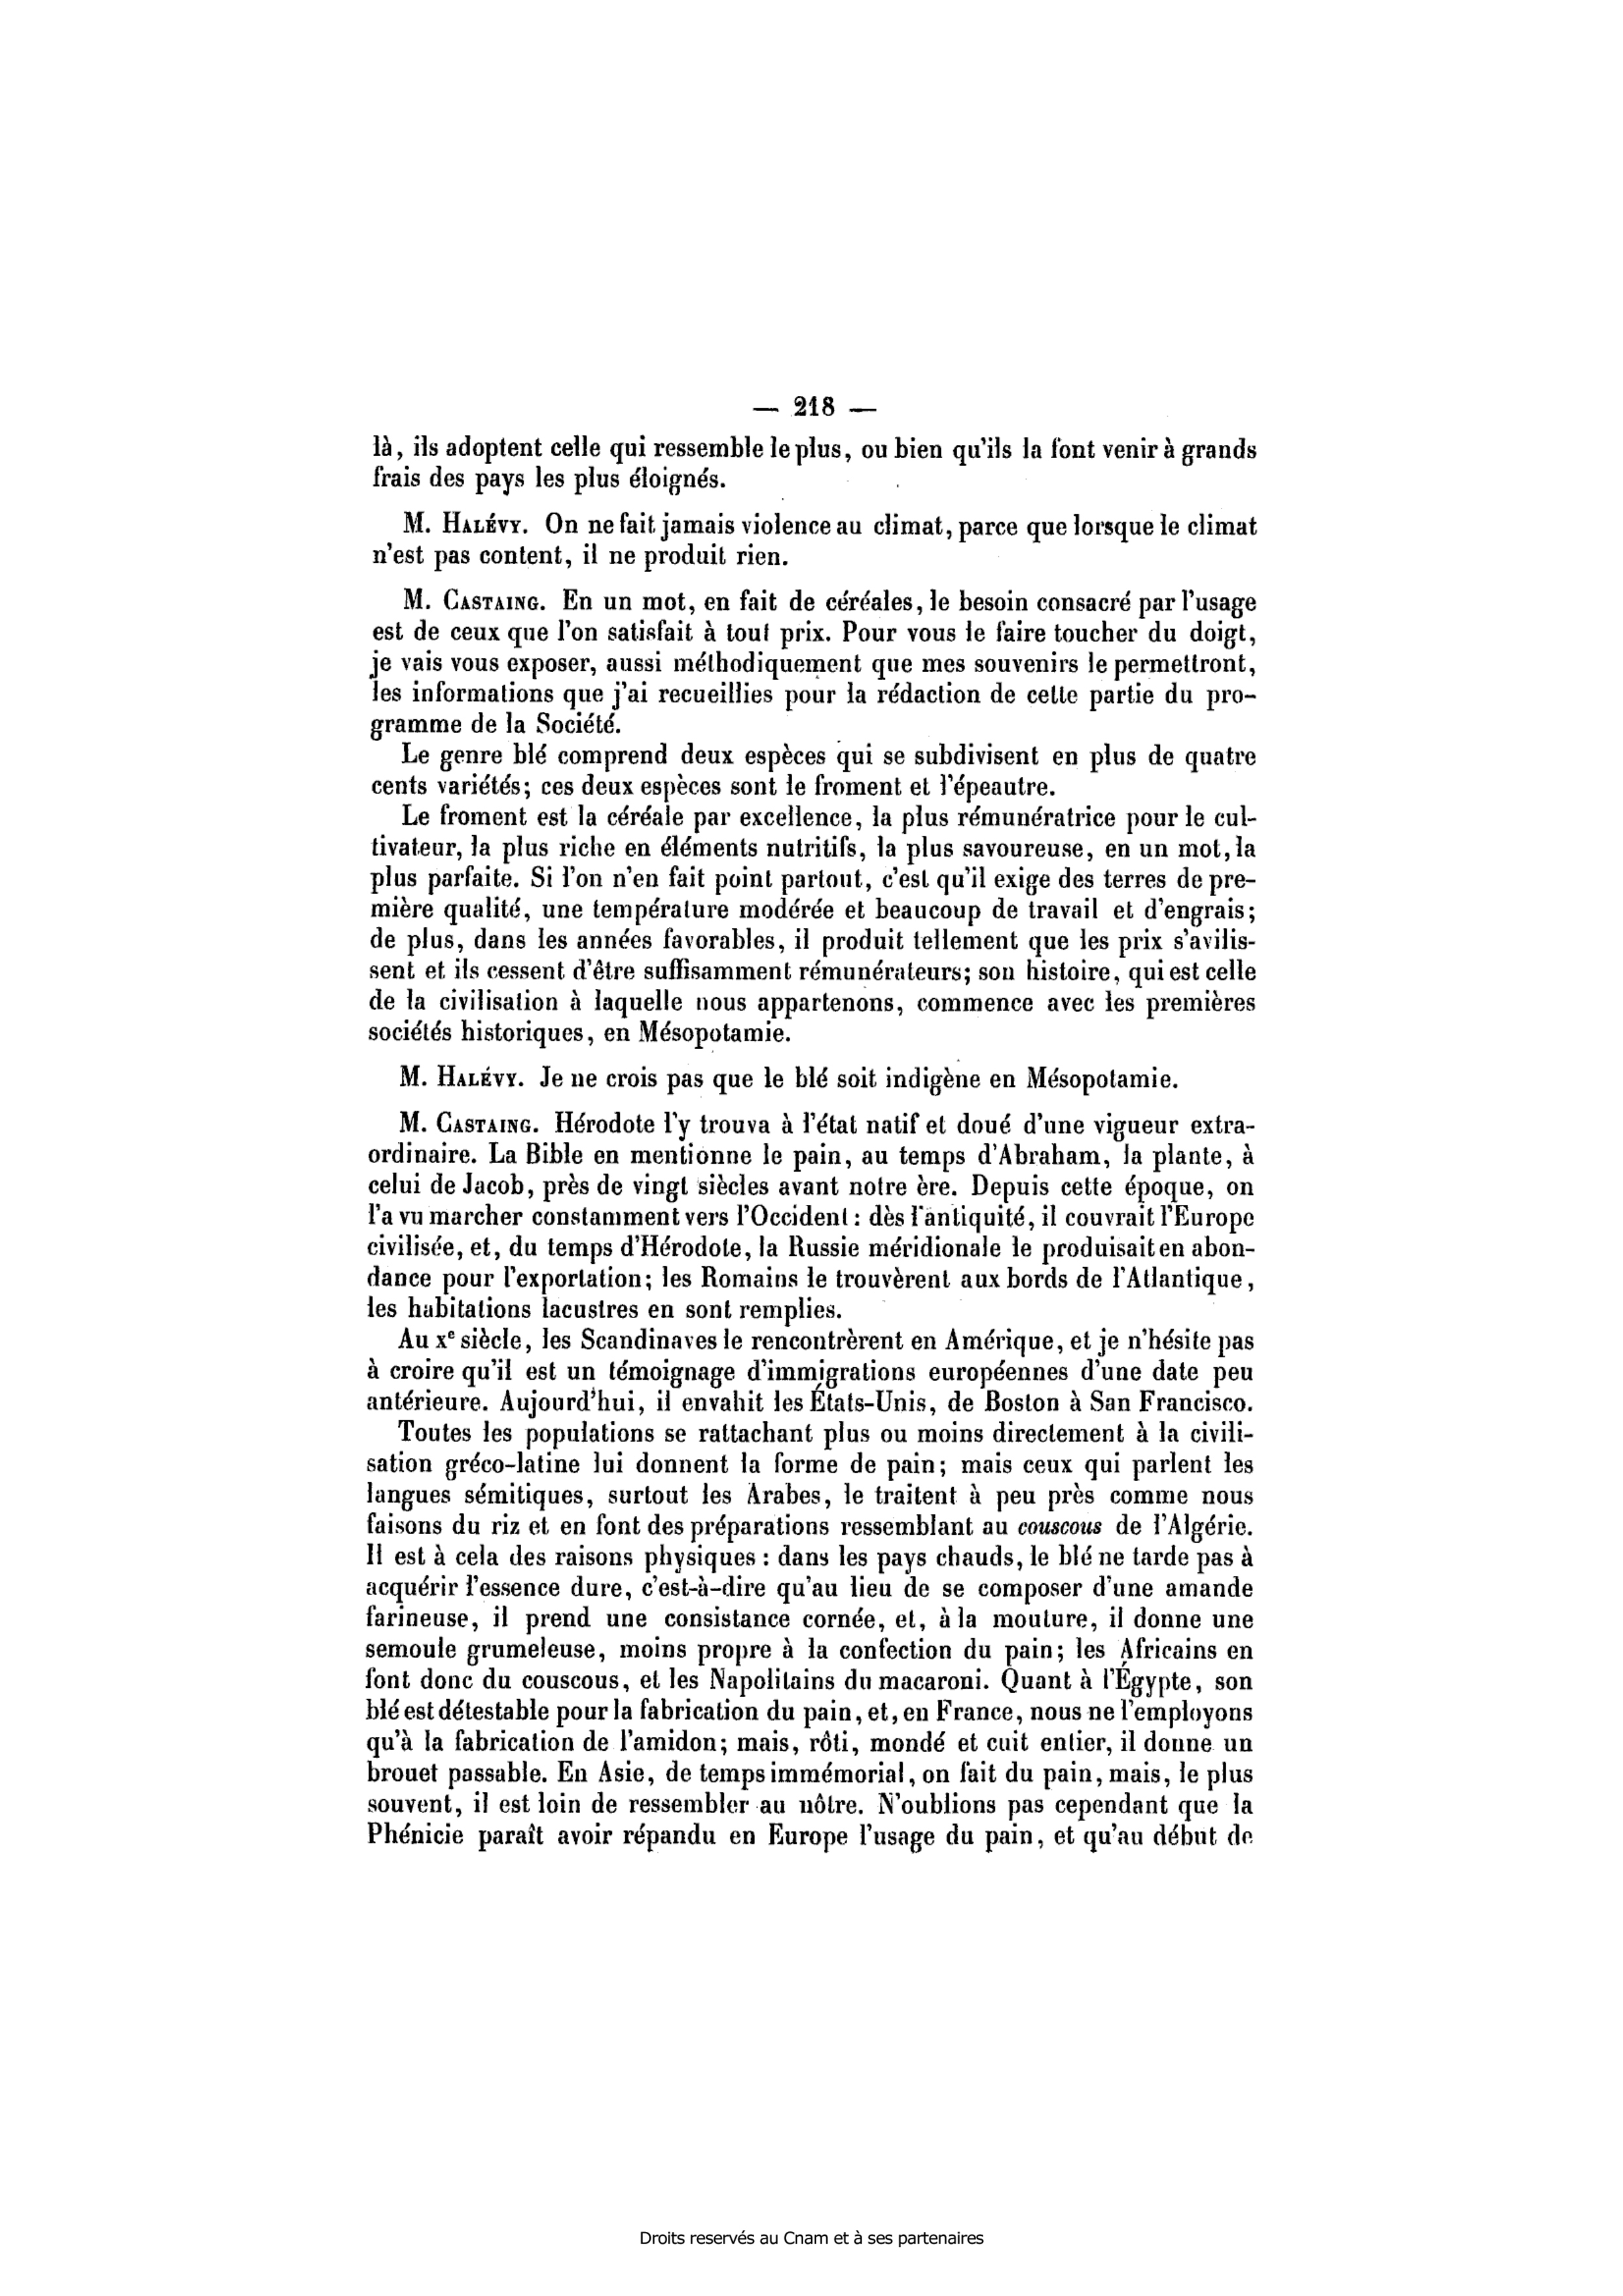 — 218 —
là, ils adoptent celle qui ressemble le plus, ou bien qu'ils la font venir à grands
frais des pays les plus éloignés.
M. Halévy. On ne fait jamais violence au climat, parce que lorsque le climat
n'est pas content, il ne produit rien.
M. Castaing. En un mot, en fait de céréales, le besoin consacré par l'usage
est de ceux que l'on satisfait à tout prix. Pour vous le faire toucher du doigt,
je vais vous exposer, aussi méthodiquement que mes souvenirs le permettront,
les informations que j'ai recueillies pour la rédaction de cette partie du pro-
gramme de la Société.
Le genre blé comprend deux espèces qui se subdivisent en plus de quatre
cents variétés; ces deux espèces sont le froment et l'épeautre.
Le froment est la céréale par excellence, la plus rémunératrice pour le cul-
tivateur, la plus riche en éléments nutritifs, la plus savoureuse, en un mot, la
plus parfaite. Si l'on n'en fait point partout, c'est qu'il exige des terres de pre-
mière qualité, une température modérée et beaucoup de travail et d'engrais;
de plus, dans les années favorables, il produit tellement que les prix s'avilis-
sent et ils cessent d'être suffisamment rémunérateurs; son histoire, qui est celle
de la civilisation à laquelle nous appartenons, commence avec les premières
sociétés historiques, en Mésopotamie.
M. Halévy. Je ne crois pas que le blé soit indigène en Mésopotamie.
M. Castaing. Hérodote l'y trouva à l'état natif et doué d'une vigueur extra-
ordinaire. La Bible en mentionne le pain, au temps d'Abraham, la plante, à
celui de Jacob, près de vingt siècles avant notre ère. Depuis cette époque, on
l'a vu marcher constamment vers l'Occident : dès l'antiquité, il couvrait l'Europe
civilisée, et, du temps d'Hérodote, la Russie méridionale le produisait en abon-
dance pour l'exportation; les Romains le trouvèrent aux bords de l'Atlantique,
les habitations lacustres en sont remplies.
Au xe siècle, les Scandinaves le rencontrèrent en Amérique, et je n'hésite pas
à croire qu'il est un témoignage d'immigrations européennes d'une date peu
antérieure. Aujourd'hui, il envahit les États-Unis, de Boston à San Francisco.
Toutes les populations se rattachant plus ou moins directement à la civili-
sation gréco-latine lui donnent la forme de pain; mais ceux qui parlent les
langues sémitiques, surtout les Arabes, le traitent à peu près comme nous
faisons du riz et en font des préparations ressemblant au couscous de l'Algérie.
Il est à cela des raisons physiques : dans les pays chauds, le blé ne tarde pas à
acquérir l'essence dure, c'est-à-dire qu'au lieu de se composer d'une amande
farineuse, il prend une consistance cornée, et, à la mouture, il donne une
semoule grumeleuse, moins propre à la confection du pain; les Africains en
font donc du couscous, et les Napolitains du macaroni. Quant à l'Égypte, son
blé est détestable pour la fabrication du pain, et, en France, nous ne l'employons
qu'à la fabrication de l'amidon; mais, rôti, mondé et cuit entier, il donne un
brouet passable. En Asie, de temps immémorial, on fait du pain, mais, le plus
souvent, il est loin de ressembler au nôtre. N'oublions pas cependant que la
Phénicie paraît avoir répandu en Europe l'usage du pain, et qu'au début de
Droits reservés au Cnam et à ses partenaires